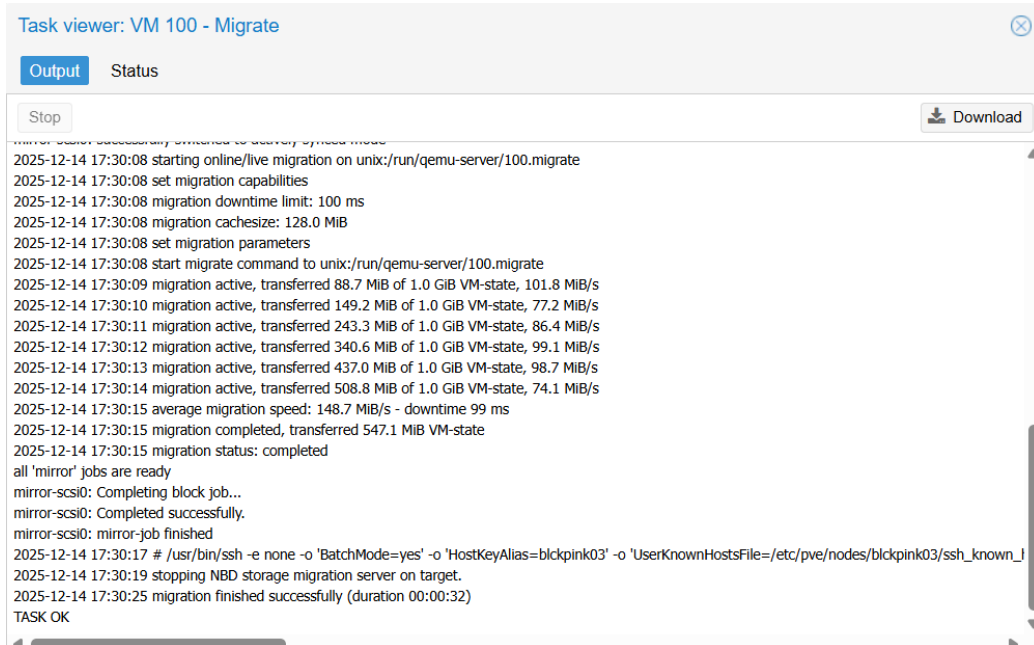 Task viewer: VM 100 - Migrate
Output Status
Stop Download
mirror-scsi0: successfully switched to actively synced mode
2025-12-14 17:30:08 starting online/live migration on unix:/run/qemu-server/100.migrate
2025-12-14 17:30:08 set migration capabilities
2025-12-14 17:30:08 migration downtime limit: 100 ms
2025-12-14 17:30:08 migration cachesize: 128.0 MiB
2025-12-14 17:30:08 set migration parameters
2025-12-14 17:30:08 start migrate command to unix:/run/qemu-server/100.migrate
2025-12-14 17:30:09 migration active, transferred 88.7 MiB of 1.0 GiB VM-state, 101.8 MiB/s
2025-12-14 17:30:10 migration active, transferred 149.2 MiB of 1.0 GiB VM-state, 77.2 MiB/s
2025-12-14 17:30:11 migration active, transferred 243.3 MiB of 1.0 GiB VM-state, 86.4 MiB/s
2025-12-14 17:30:12 migration active, transferred 340.6 MiB of 1.0 GiB VM-state, 99.1 MiB/s
2025-12-14 17:30:13 migration active, transferred 437.0 MiB of 1.0 GiB VM-state, 98.7 MiB/s
2025-12-14 17:30:14 migration active, transferred 508.8 MiB of 1.0 GiB VM-state, 74.1 MiB/s
2025-12-14 17:30:15 average migration speed: 148.7 MiB/s - downtime 99 ms
2025-12-14 17:30:15 migration completed, transferred 547.1 MiB VM-state
2025-12-14 17:30:15 migration status: completed
all 'mirror' jobs are ready
mirror-scsi0: Completing block job...
mirror-scsi0: Completed successfully.
mirror-scsi0: mirror-job finished
2025-12-14 17:30:17 # /usr/bin/ssh -e none -o 'BatchMode=yes' -o 'HostKeyAlias=blckpink03' -o 'UserKnownHostsFile=/etc/pve/nodes/blckpink03/ssh_known_
2025-12-14 17:30:19 stopping NBD storage migration server on target.
2025-12-14 17:30:25 migration finished successfully (duration 00:00:32)
TASK OK